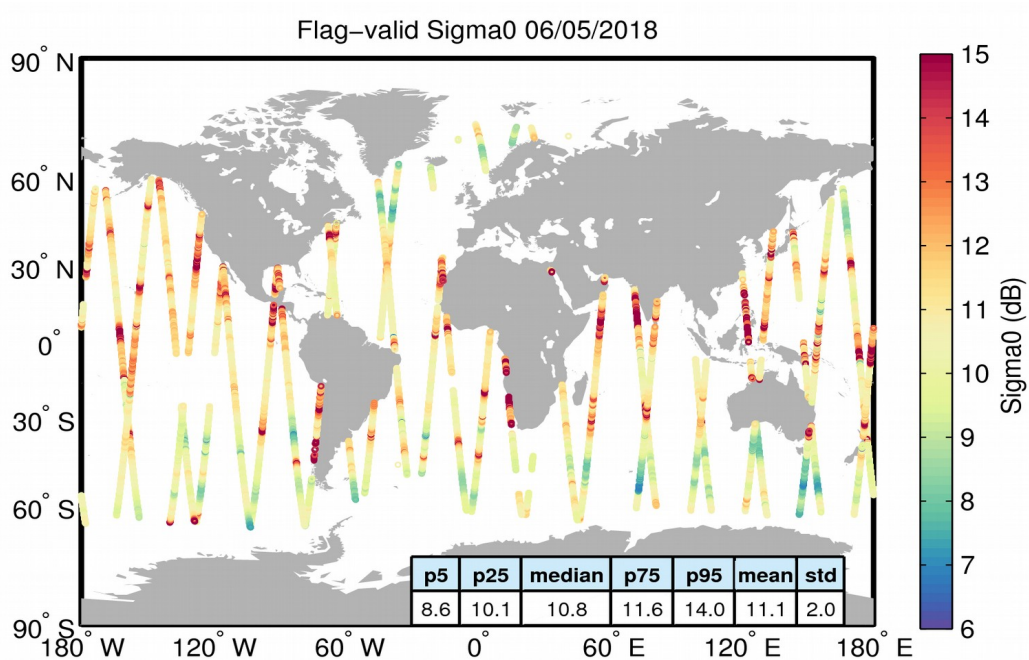 Flag-valid Sigma0 06/05/2018
90° N
60° N
30° N
0°
30° S
60° S
90° S
180° W 120° W 60° W 0° 60° E 120° E 180° E
p5 p25 median p75 p95 mean std
8.6 10.1 10.8 11.6 14.0 11.1 2.0
15
14
13
12
11
10
9
8
7
6
Sigma0 (dB)